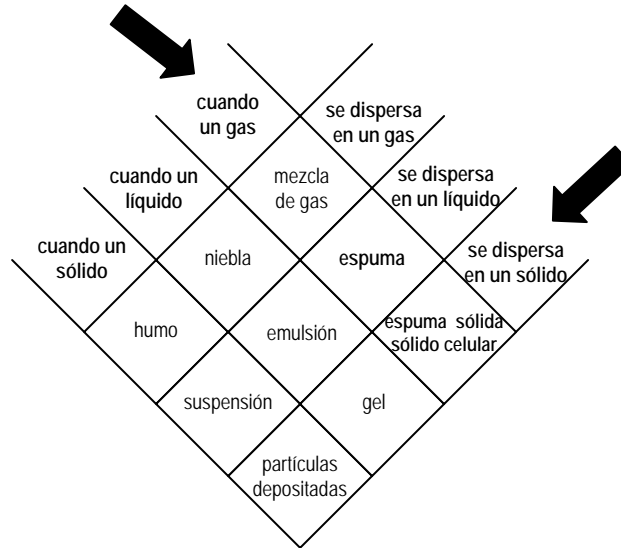 cuando
un gas
se dispersa
en un gas
cuando un
líquido
mezcla
de gas
se dispersa
en un líquido
cuando un
sólido
niebla
espuma
se dispersa
en un sólido
humo
emulsión
espuma sólida
sólido celular
suspensión
gel
partículas
depositadas